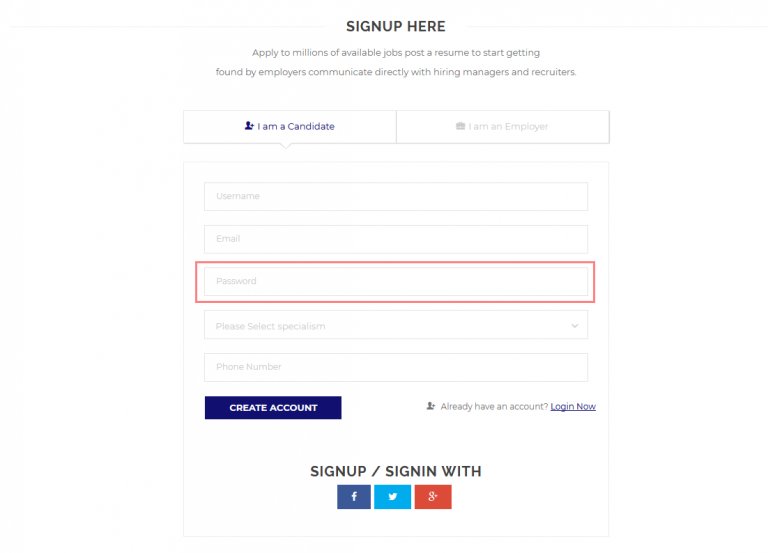 SIGNUP HERE
Apply to millions of available jobs post a resume to start getting
found by employers communicate directly with hiring managers and recruiters.
I am a Candidate
I am an Employer
Username
Email
Password
Please Select specialism
Phone Number
CREATE ACCOUNT
Already have an account? Login Now
SIGNUP / SIGNIN WITH